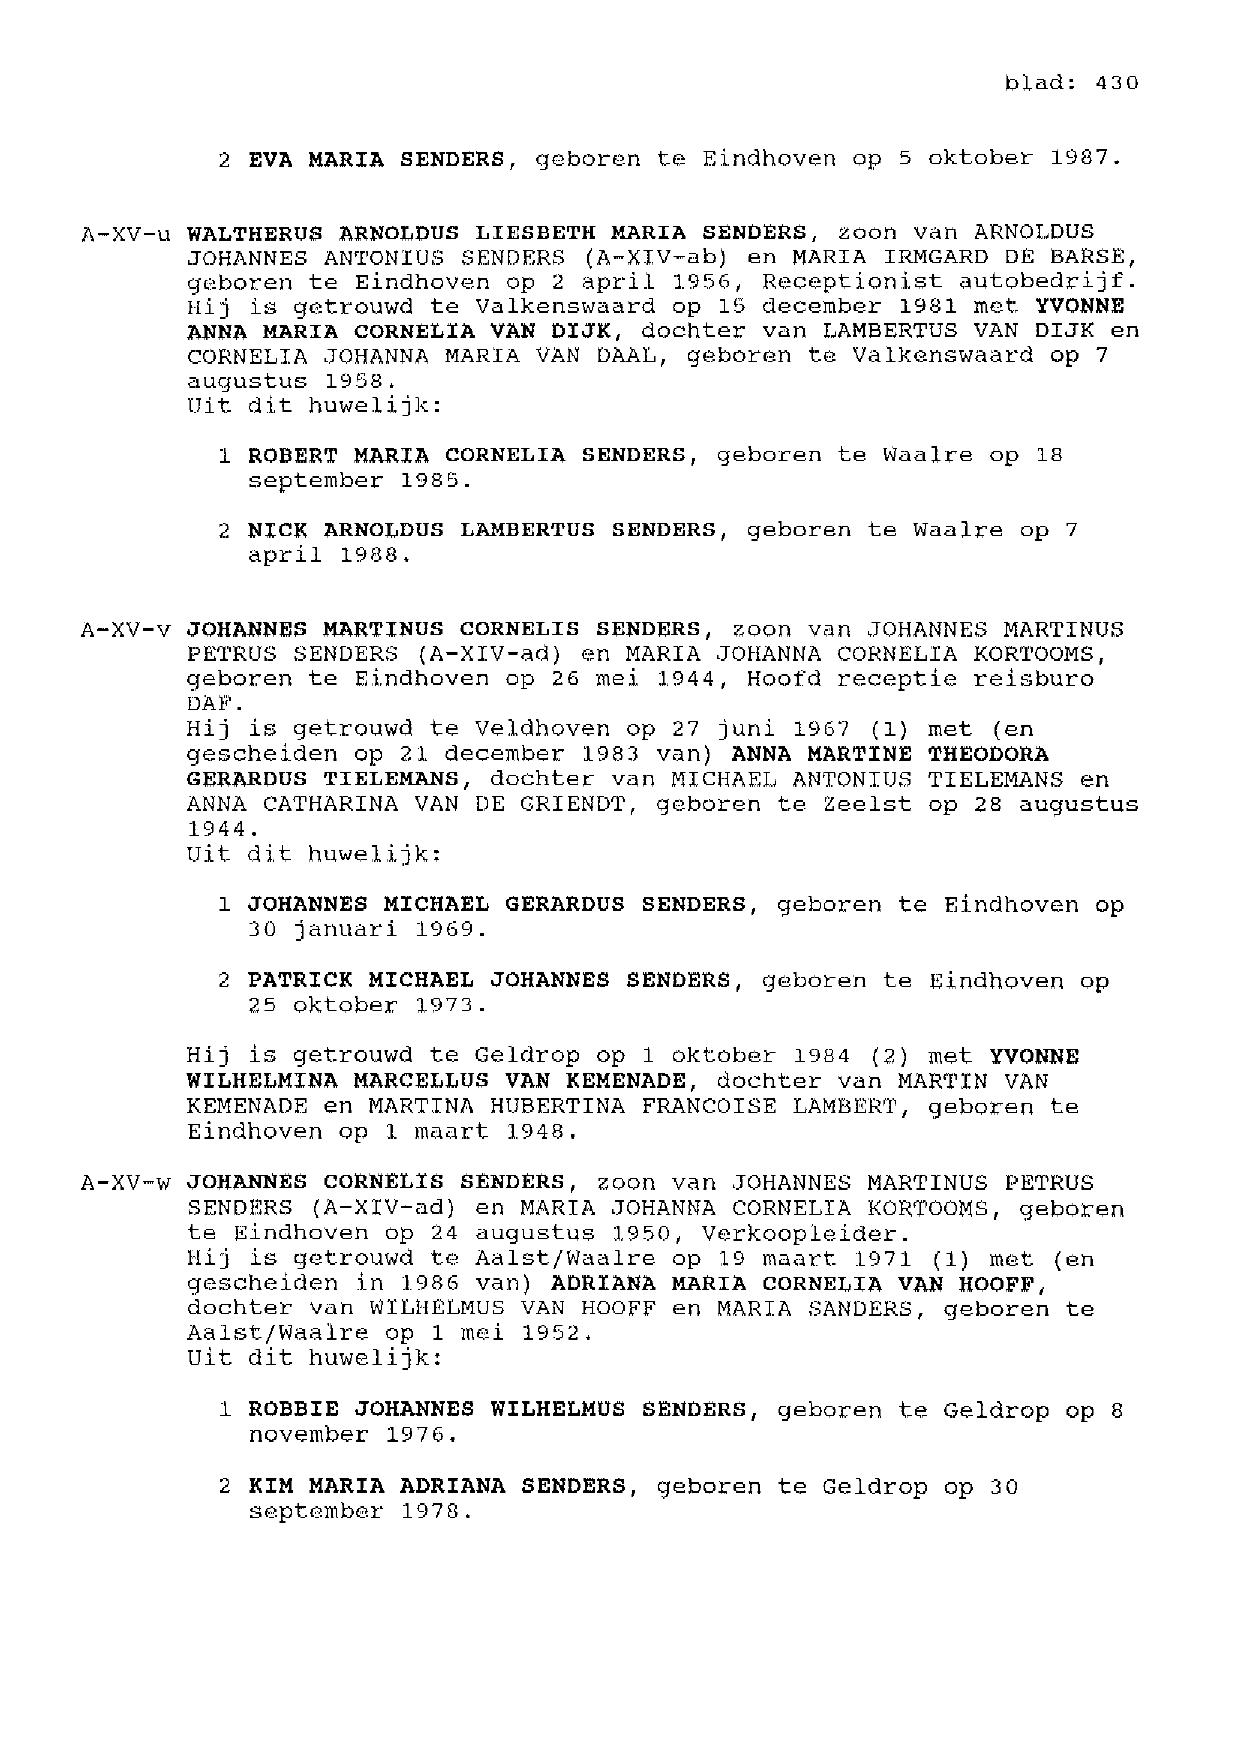 blad: 430
2 EVA MARIA SENDERS, geboren te Eindhoven op 5 oktober 1987.
A-XV-u WALTHERUS ARNOLDUS LIESBETH MARIA SENDERS, zoon van ARNOLDUS
JOHANNES ANTONIUS SENDERS (A-XIV-ab) en MARIA IRMGARD DE BARSE,
geboren te Eindhoven op 2 april 1956, Receptionist autobedrijf.
Hij is getrouwd te Valkenswaard op 15 december 1981 met YVONNE
ANNA MARIA CORNELIA VAN DIJK, dochter van LAMBERTUS VAN DIJK en
CORNELIA JOHANNA MARIA VAN DAAL, geboren te Valkenswaard op 7
augustus 1958.
Uit dit huwelijk:
1 ROBERT MARIA CORNELIA SENDERS, geboren te Waalre op 18
september 1985.
2 NICK ARNOLDUS LAMBERTUS SENDERS, geboren te Waalre op 7
april 1988.
A-XV-v JOHANNES MARTINUS CORNELIS SENDERS, zoon van JOHANNES MARTINUS
PETRUS SENDERS (A-XIV-ad) en MARIA JOHANNA CORNELIA KORTOOMS,
geboren te Eindhoven op 26 mei 1944, Hoofd receptie reisburo
DAF.
Hij is getrouwd te Veldhoven op 27 juni 1967 (1) met (en
gescheiden op 21 december 1983 van) ANNA MARTINE THEODORA
GERARDUS TIELEMANS, dochter van MICHAEL ANTONIUS TIELEMANS en
ANNA CATHARINA VAN DE GRIENDT, geboren te Zeelst op 28 augustus
1944.
Uit dit huwelijk:
1 JOHANNES MICHAEL GERARDUS SENDERS, geboren te Eindhoven op
30 januari 1969.
2 PATRICK MICHAEL JOHANNES SENDERS, geboren te Eindhoven op
25 oktober 1973.
Hij is getrouwd te Geldrop op 1 oktober 1984 (2) met YVONNE
WILHELMINA MARCELLUS VAN KEMENADE, dochter van MARTIN VAN
KEMENADE en MARTINA HUBERTINA FRANCOISE LAMBERT, geboren te
Eindhoven op 1 maart 1948.
A-XV-w JOHANNES CORNELIS SENDERS, zoon van JOHANNES MARTINUS PETRUS
SENDERS (A-XIV-ad) en MARIA JOHANNA CORNELIA KORTOOMS, geboren
te Eindhoven op 24 augustus 1950, Verkoopleider.
Hij is getrouwd te Aalst/Waalre op 19 maart 1971 (1) met (en
gescheiden in 1986 van) ADRIANA MARIA CORNELIA VAN HOOFF,
dochter van WILHELMUS VAN HOOFF en MARIA SANDERS, geboren te
Aalst/Waalre op 1 mei 1952.
Uit dit huwelijk:
1 ROBBIE JOHANNES WILHELMUS SENDERS, geboren te Geldrop op 8
november 1976.
2 KIM MARIA ADRIANA SENDERS, geboren te Geldrop op 30
september 1978.